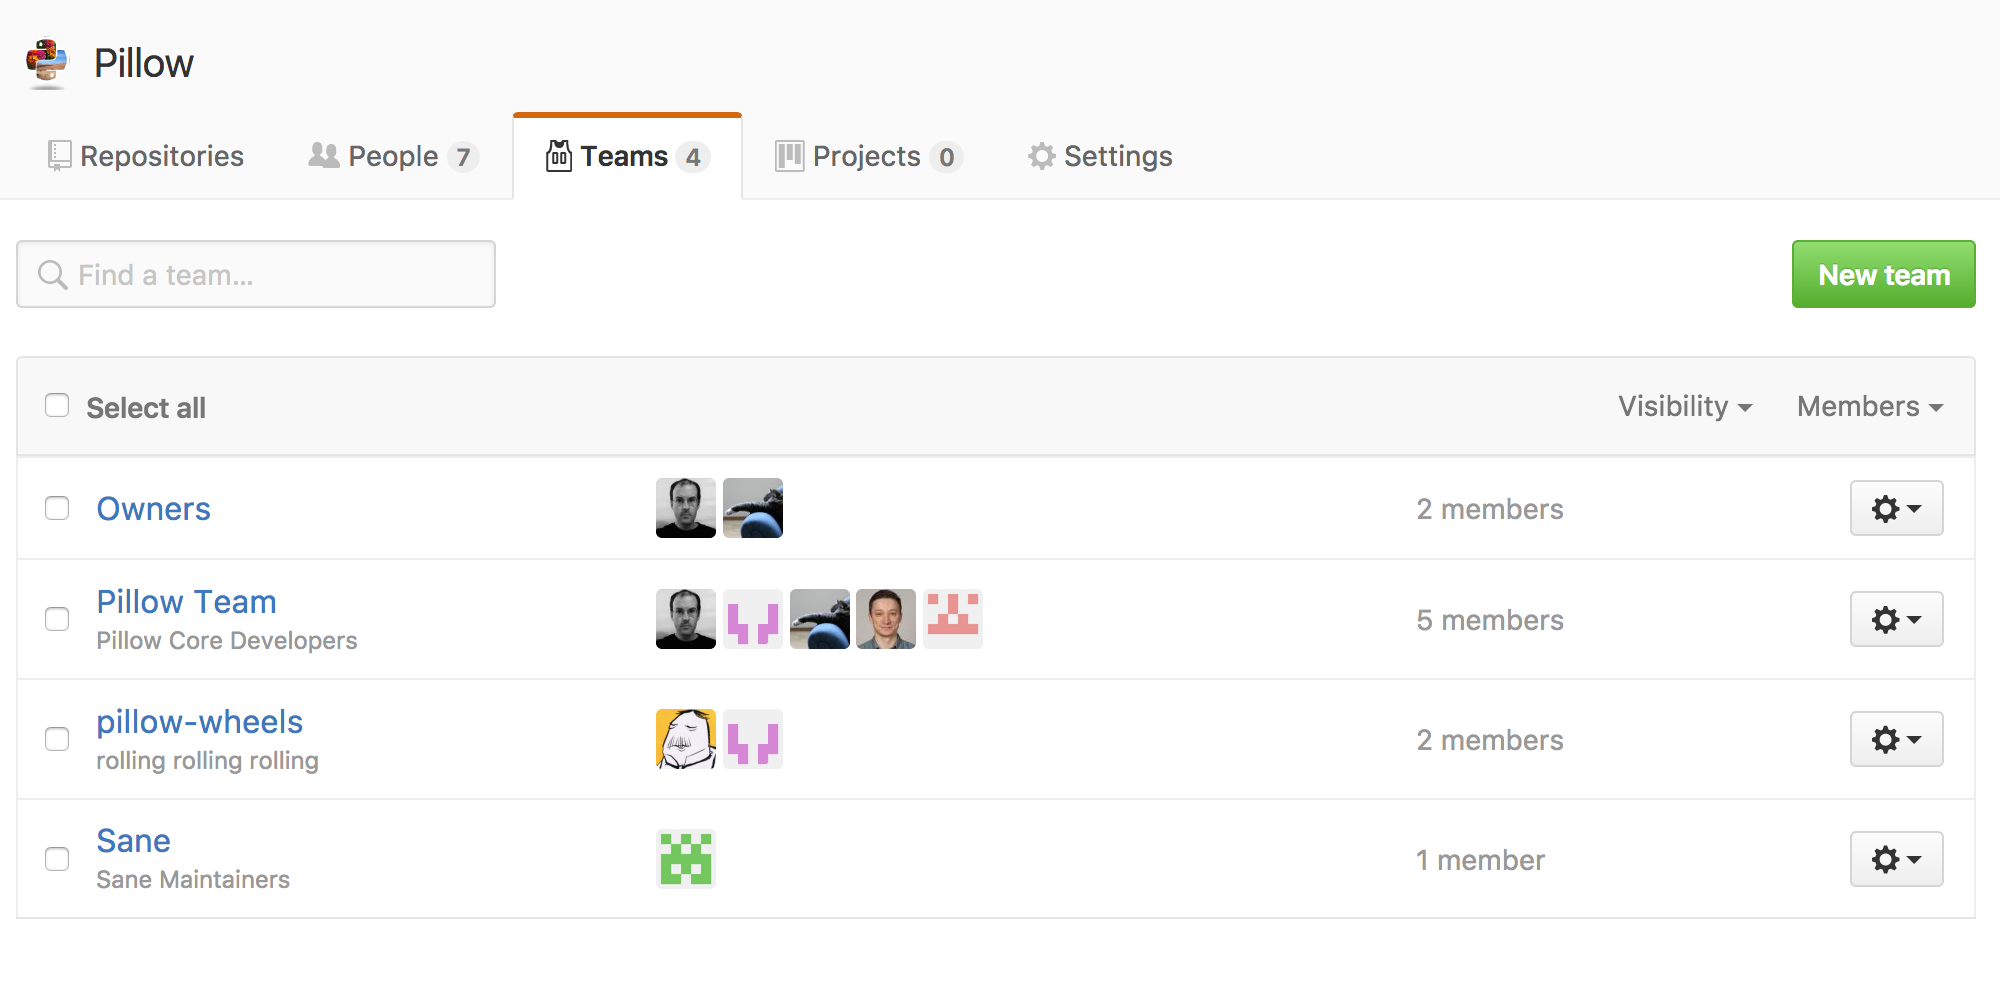 Pillow
Repositories People 7 Teams 4 Projects 0 Settings
Find a team...
New team
Select all Visibility Members
Owners 2 members
Pillow Team
Pillow Core Developers
5 members
pillow-wheels
rolling rolling rolling
2 members
Sane
Sane Maintainers
1 member